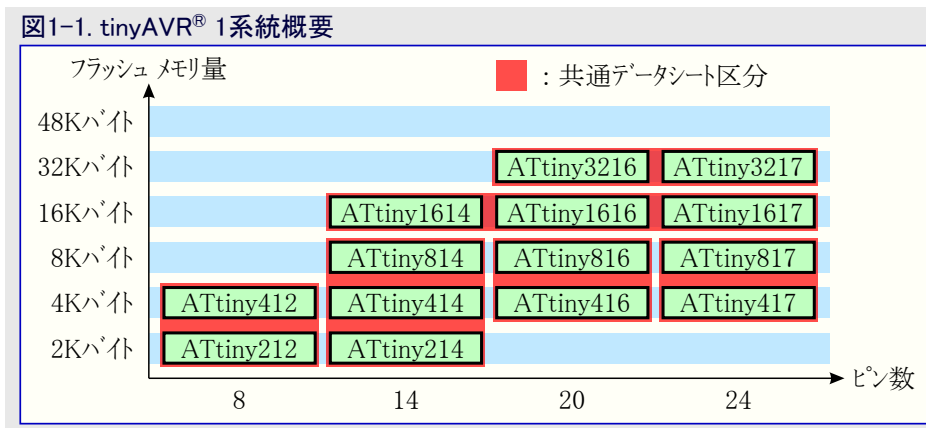 図1-1. tinyAVR® 1系統概要
フラッシュ メモリ量
: 共通データシート区分
48Kバイト
32Kバイト ATtiny3216 ATtiny3217
16Kバイト ATtiny1614 ATtiny1616 ATtiny1617
8Kバイト ATtiny814 ATtiny816 ATtiny817
4Kバイト ATtiny412 ATtiny414 ATtiny416 ATtiny417
2Kバイト ATtiny212 ATtiny214
ピン数
8 14 20 24